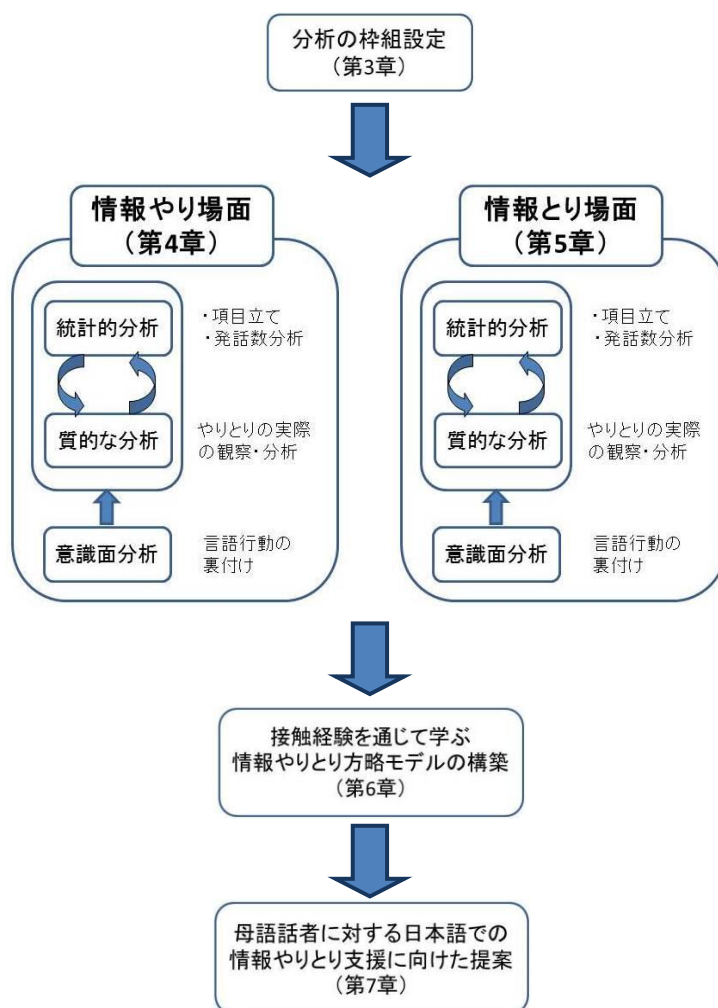 分析の枠組設定
（第3章）
情報やり場面
（第4章）
統計的分析
・項目立て
・発話数分析
質的な分析
やりとりの実際
の観察・分析
意識面分析
言語行動の
裏付け
情報とり場面
（第5章）
統計的分析
・項目立て
・発話数分析
質的な分析
やりとりの実際
の観察・分析
意識面分析
言語行動の
裏付け
接触経験を通じて学ぶ
情報やりとり方略モデルの構築
（第6章）
母語話者に対する日本語での
情報やりとり支援に向けた提案
（第7章）